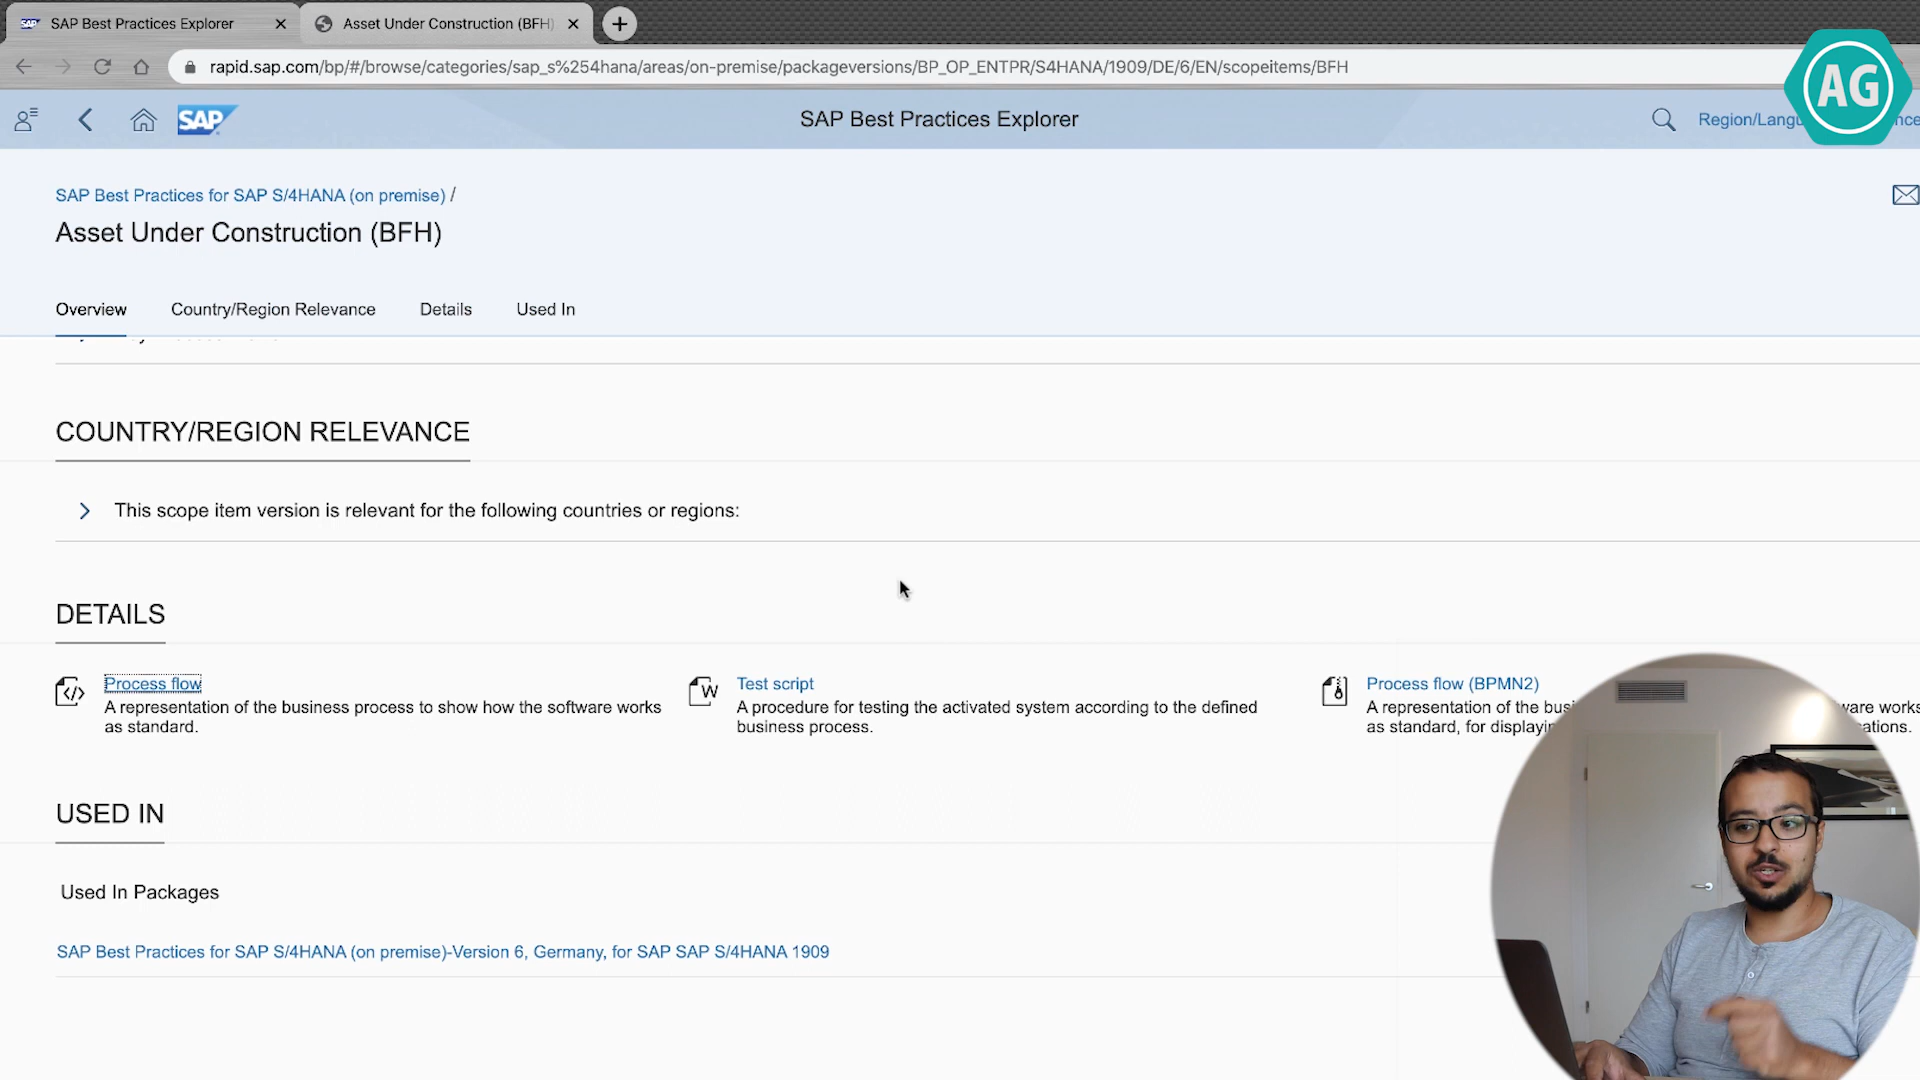 SAP SAP Best Practices Explorer
Asset Under Construction (BFH)
rapid.sap.com/bp/#/browse/categories/sap_s%254hana/areas/on-premise/packageversions/BP_OP_ENTPR/S4HANA/1909/DE/6/EN/scopeitems/BFH
AG
SAP
SAP Best Practices Explorer
SAP Best Practices for SAP S/4HANA (on premise) /
Asset Under Construction (BFH)
Overview
Country/Region Relevance
Details
Used In
COUNTRY/REGION RELEVANCE
This scope item version is relevant for the following countries or regions:
DETAILS
Process flow
A representation of the business process to show how the software works
as standard.
W
Test script
A procedure for testing the activated system according to the defined
business process.
Process flow (BPMN2)
A representation of the works
as standard, for
USED IN
Used In Packages
SAP Best Practices for SAP S/4HANA (on premise)-Version 6, Germany, for SAP SAP S/4HANA 1909